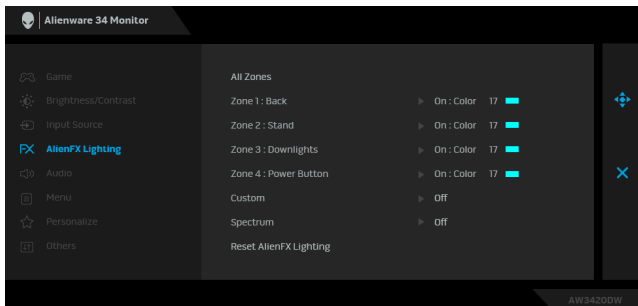 Alienware 34 Monitor
Game
Brightness/Contrast
Input Source
AlienFX Lighting
Audio
Menu
Personalize
Others
All Zones
Zone 1 : Back On : Color 17
Zone 2 : Stand On : Color 17
Zone 3 : Downlights On : Color 17
Zone 4 : Power Button On : Color 17
Custom Off
Spectrum Off
Reset AlienFX Lighting
AW3420DW